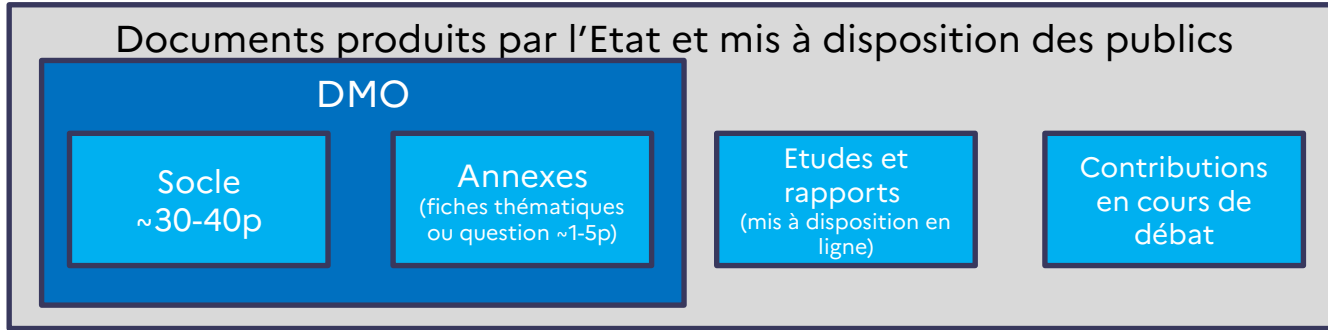 Documents produits par l'Etat et mis à disposition des publics
DMO
Socle
~30-40p
Annexes
(fiches thématiques
ou question ~1-5p)
Etudes et
rapports
(mis à disposition en
ligne)
Contributions
en cours de
débat